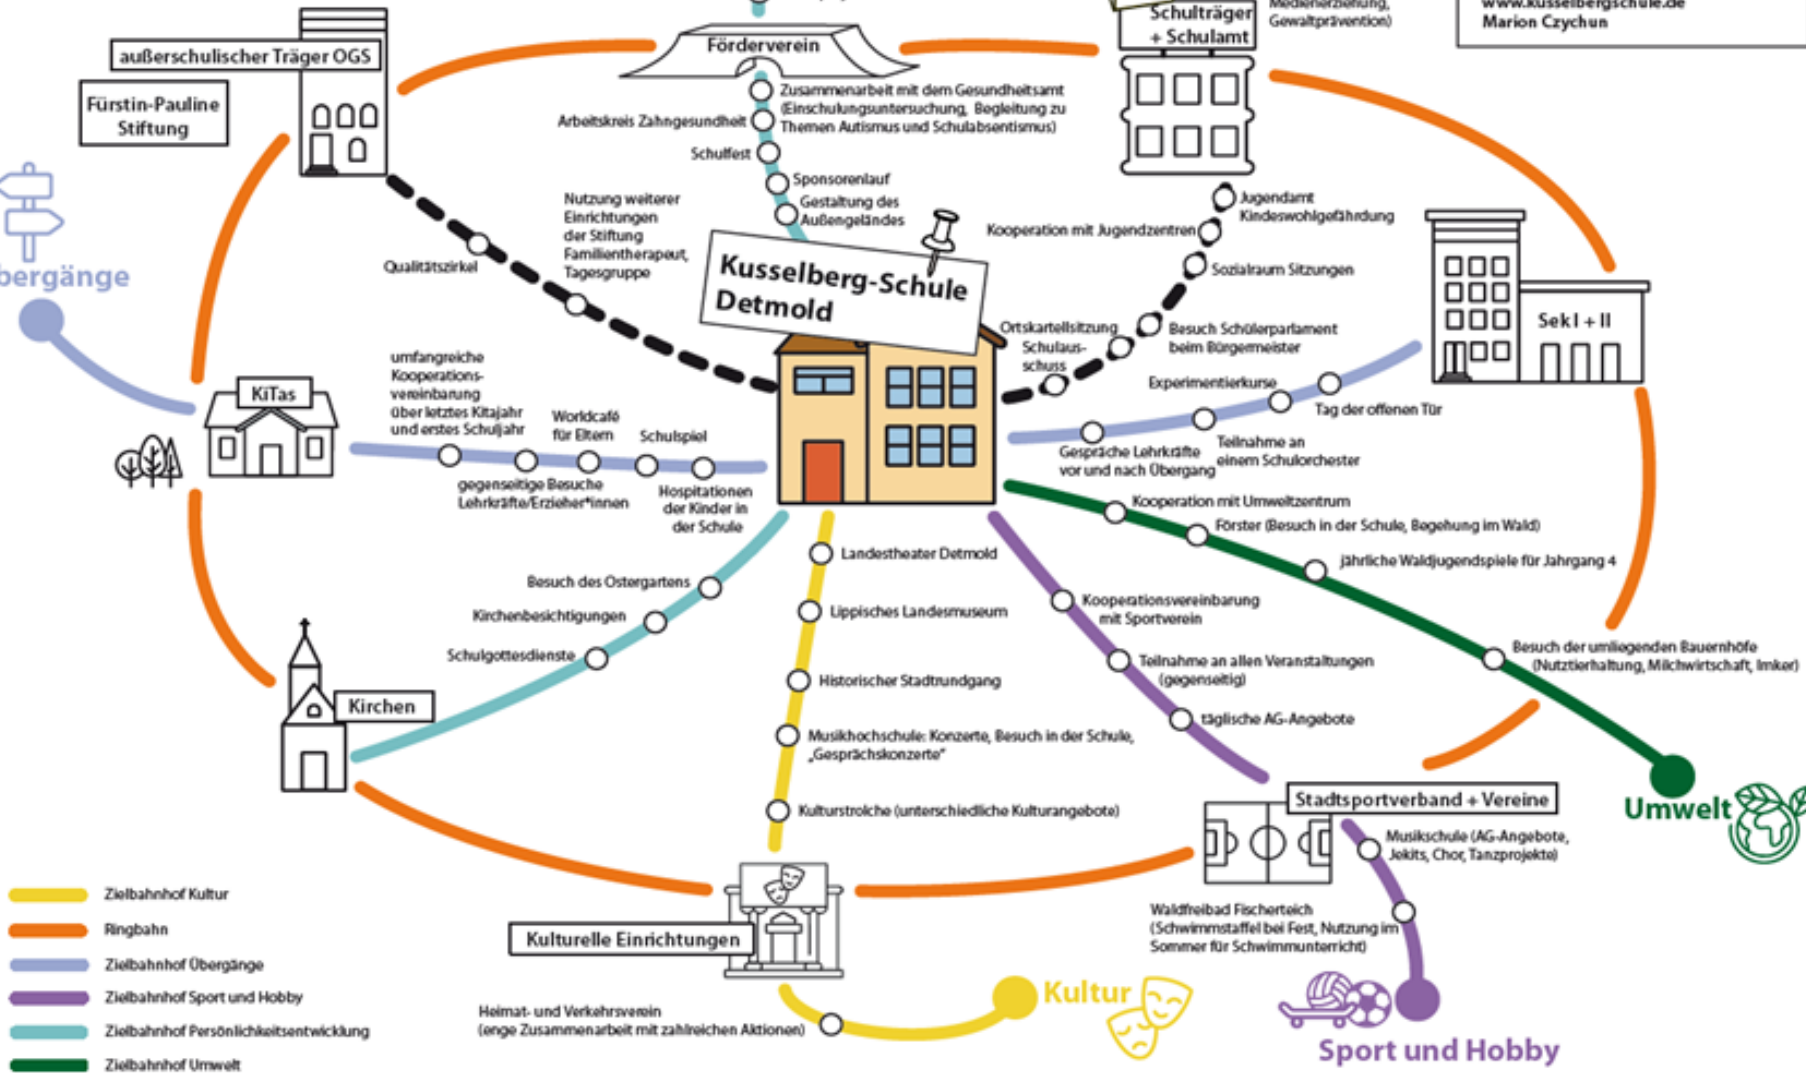 Medienerziehung,
Gewaltprävention)
www.kusselbergschule.de
Marion Czychun
Schulträger
+ Schulamt
Förderverein
außerschulischer Träger OGS
Fürstin-Pauline
Stiftung
Zusammenarbeit mit dem Gesundheitsamt
(Einschulungsuntersuchung, Begleitung zu
Themen Autismus und Schulabsentismus)
Arbeitskreis Zahngesundheit
Schulfest
Sponsorenlauf
Gestaltung des
Außengeländes
Nutzung weiterer
Einrichtungen
der Stiftung
Familientherapeut,
Tagesgruppe
Qualitätszirkel
Jugendamt
Kindeswohlgefährdung
Kooperation mit Jugendzentren
Sozialraum Sitzungen
Kusselberg-Schule
Detmold
bergänge
Ortskartellsitzung
Schulaus-
schuss
Besuch Schülerparlament
beim Bürgermeister
Sek I + II
Experimentierkurse
Tag der offenen Tür
Gespräche Lehrkräfte
vor und nach Übergang
Teilnahme an
einem Schulorchester
KiTas
umfangreiche
Kooperations-
vereinbarung
über letztes Kitajahr
und erstes Schuljahr
Worldcafé
für Eltern
Schulspiel
gegenseitige Besuche
Lehrkräfte/Erzieher*innen
Hospitationen
der Kinder in
der Schule
Kooperation mit Umweltzentrum
Förster (Besuch in der Schule, Begehung im Wald)
jährliche Waldjugendspiele für Jahrgang 4
Besuch der umliegenden Bauernhöfe
(Nutztierhaltung, Milchwirtschaft, Imker)
Umwelt
Besuch des Ostergartens
Kirchenbesichtigungen
Schulgottesdienste
Kirchen
Landestheater Detmold
Lippisches Landesmuseum
Historischer Stadtrundgang
Musikhochschule: Konzerte, Besuch in der Schule,
„Gesprächskonzerte“
Kulturstrolche (unterschiedliche Kulturangebote)
Kooperationsvereinbarung
mit Sportverein
Teilnahme an allen Veranstaltungen
(gegenseitig)
täglische AG-Angebote
Stadtsportverband + Vereine
Musikschule (AG-Angebote,
Jekits, Chor, Tanzprojekte)
Waldfreibad Fischerteich
(Schwimmstaffel bei Fest, Nutzung im
Sommer für Schwimmunterricht)
Sport und Hobby
Kulturelle Einrichtungen
Heimat- und Verkehrsverein
(enge Zusammenarbeit mit zahlreichen Aktionen)
Kultur
Zielbahnhof Kultur
Ringbahn
Zielbahnhof Übergänge
Zielbahnhof Sport und Hobby
Zielbahnhof Persönlichkeitsentwicklung
Zielbahnhof Umwelt